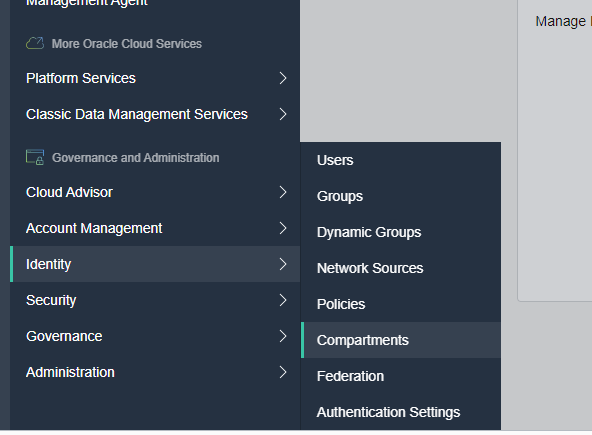 Management Agent
More Oracle Cloud Services
Platform Services
Classic Data Management Services
Governance and Administration
Cloud Advisor
Account Management
Identity
Security
Governance
Administration
Users
Groups
Dynamic Groups
Network Sources
Policies
Compartments
Federation
Authentication Settings
Manage